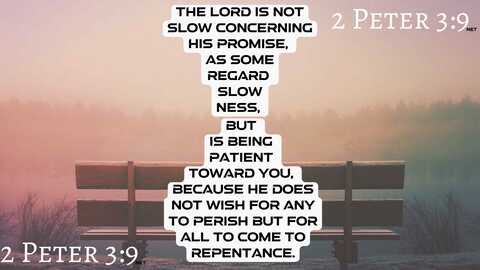 THE LORD IS NOT
SLOW CONCERNING
HIS PROMISE,
AS SOME
REGARD
SLOW
NESS,
BUT
IS BEING
PATIENT
TOWARD YOU,
BECAUSE HE DOES
NOT WISH FOR ANY
TO PERISH BUT FOR
ALL TO COME TO
REPENTANCE.
2 PETER 3:9 NET
2 PETER 3:9 NET